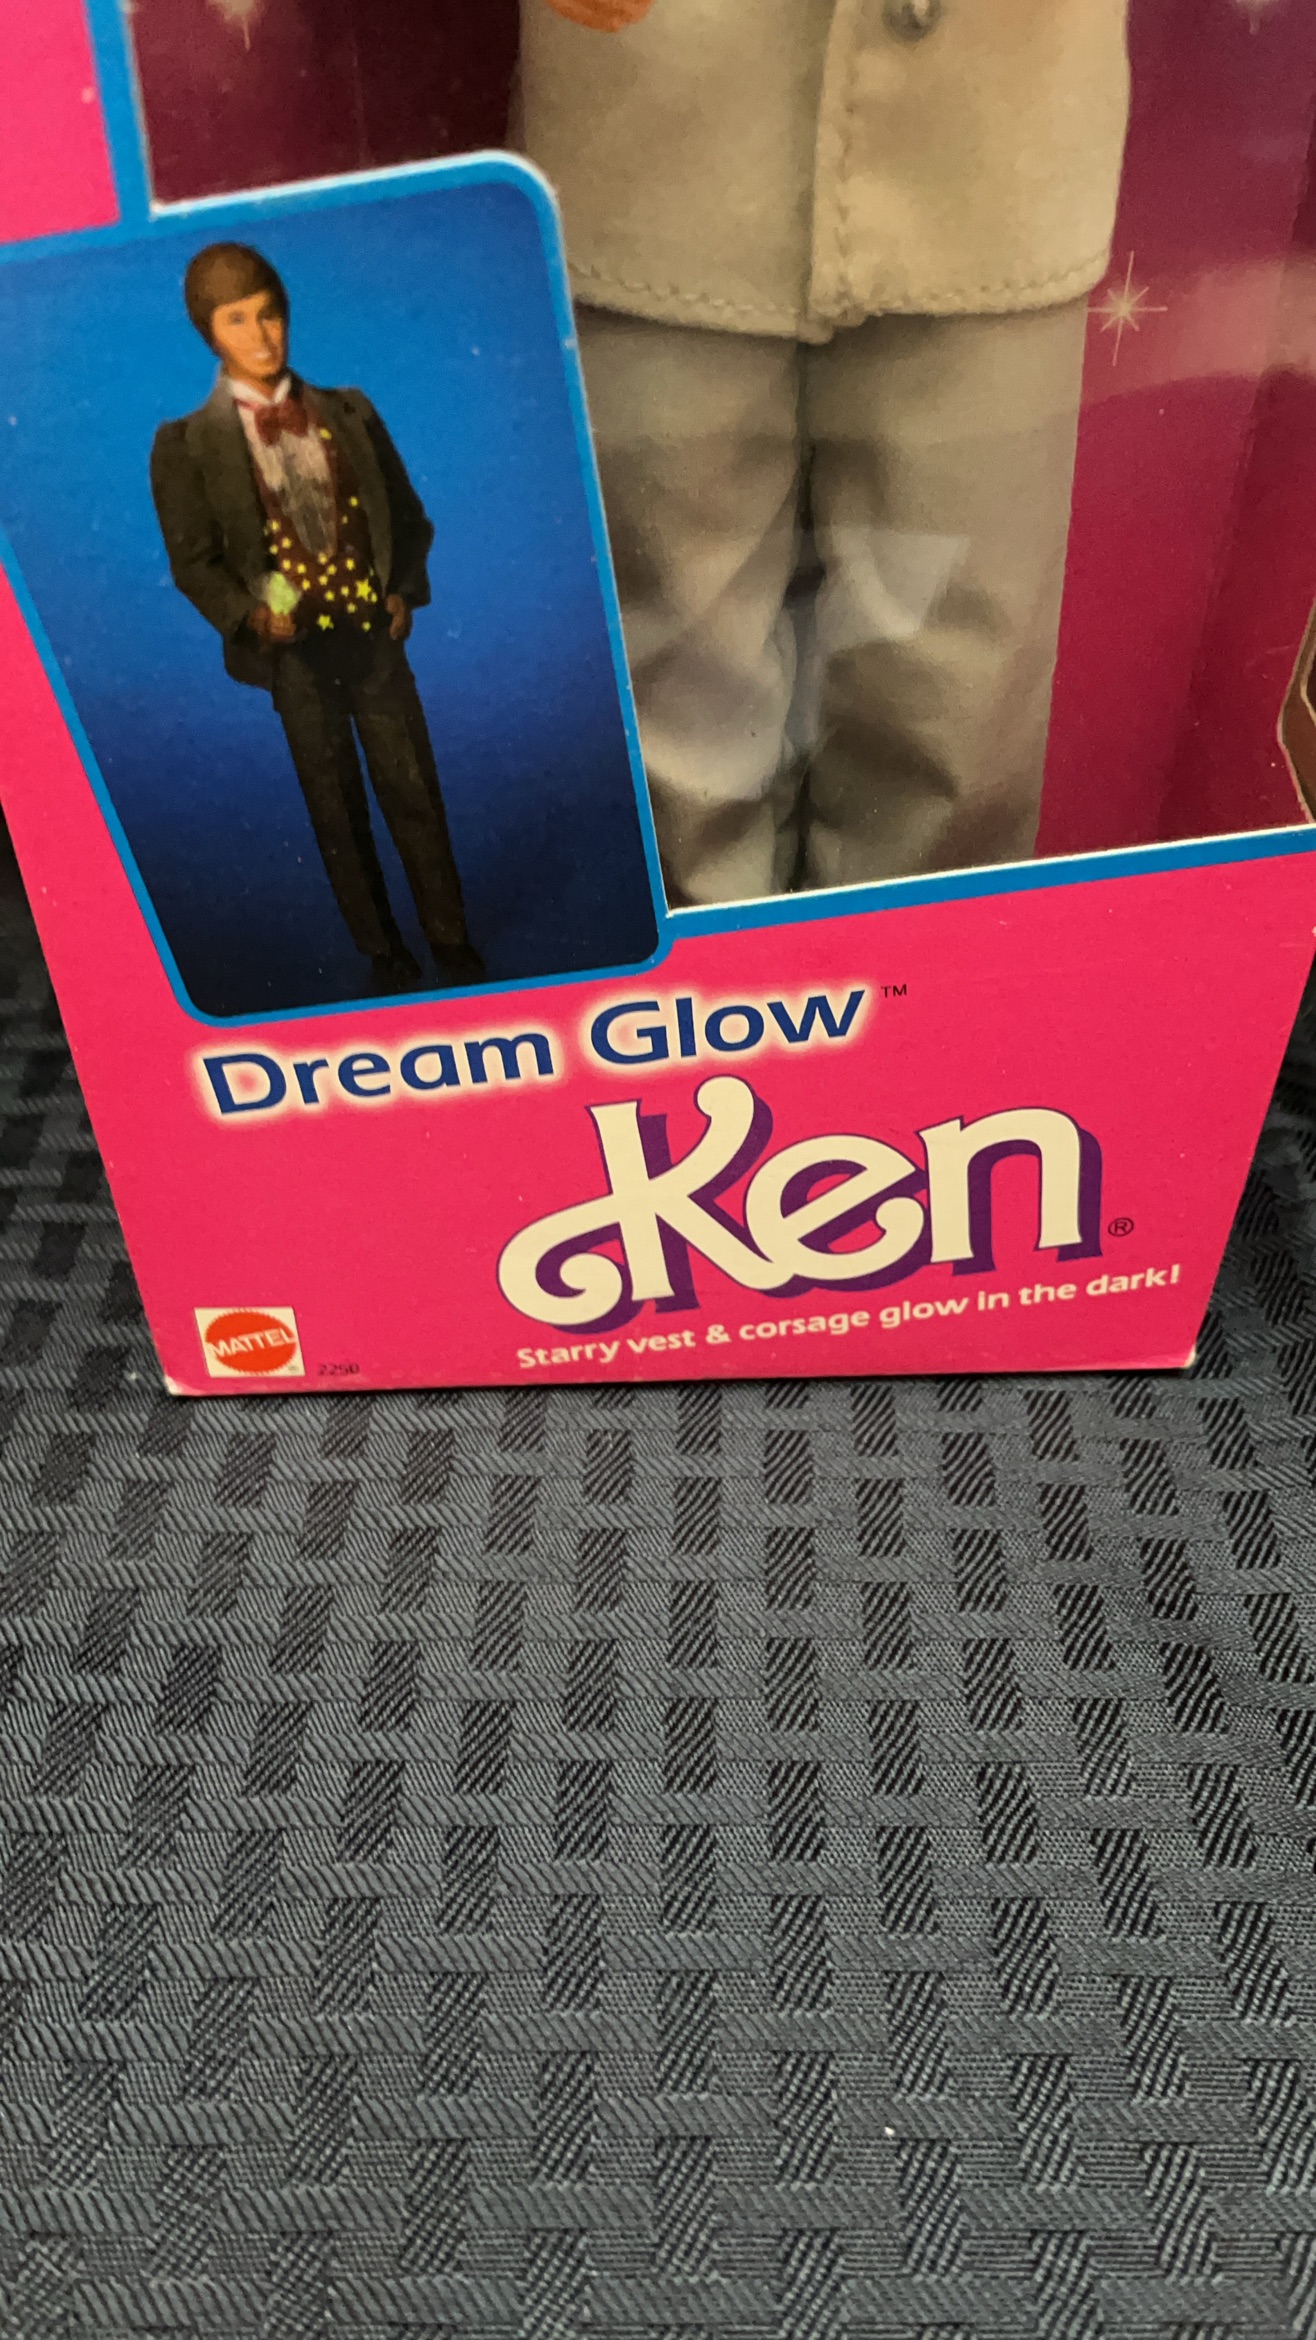 Dream Glow™
Ken®
Starry vest & corsage glow in the dark!
MATTEL
2250